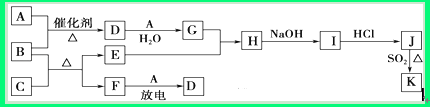 A 催化剂 D A G
△ H₂O
B E H NaOH I HCl J
△ SO₂ △
C F A D K
放电